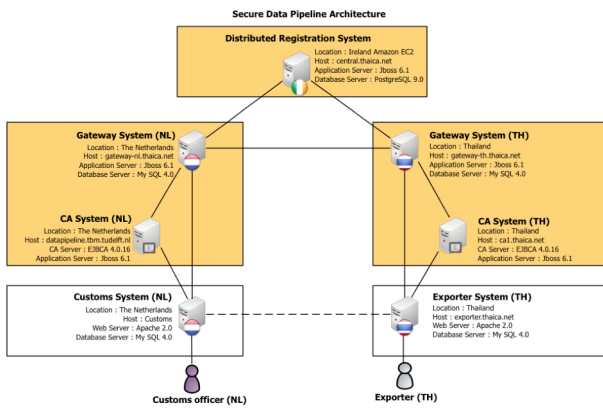 Secure Data Pipeline Architecture
Distributed Registration System
Location : Ireland Amazon EC2
Host : central.thaica.net
Application Server : Jboss 6.1
Database Server : PostgreSQL 9.0
Gateway System (NL)
Location : The Netherlands
Host : gateway-nl.thaica.net
Application Server : Jboss 6.1
Database Server : My SQL 4.0
Gateway System (TH)
Location : Thailand
Host : gateway-th.thaica.net
Application Server : Jboss 6.1
Database Server : My SQL 4.0
CA System (NL)
Location : The Netherlands
Host : datapipeline.tbm.tudelft.nl
CA Server : EJBCA 4.0.16
Application Server : Jboss 6.1
CA System (TH)
Location : Thailand
Host : ca1.thaica.net
CA Server : EJBCA 4.0.16
Application Server : Jboss 6.1
Customs System (NL)
Location : The Netherlands
Host : Customs
Web Server : Apache 2.0
Database Server : My SQL 4.0
Exporter System (TH)
Location : Thailand
Host : exporter.thaica.net
Web Server : Apache 2.0
Database Server : My SQL 4.0
Customs officer (NL)
Exporter (TH)